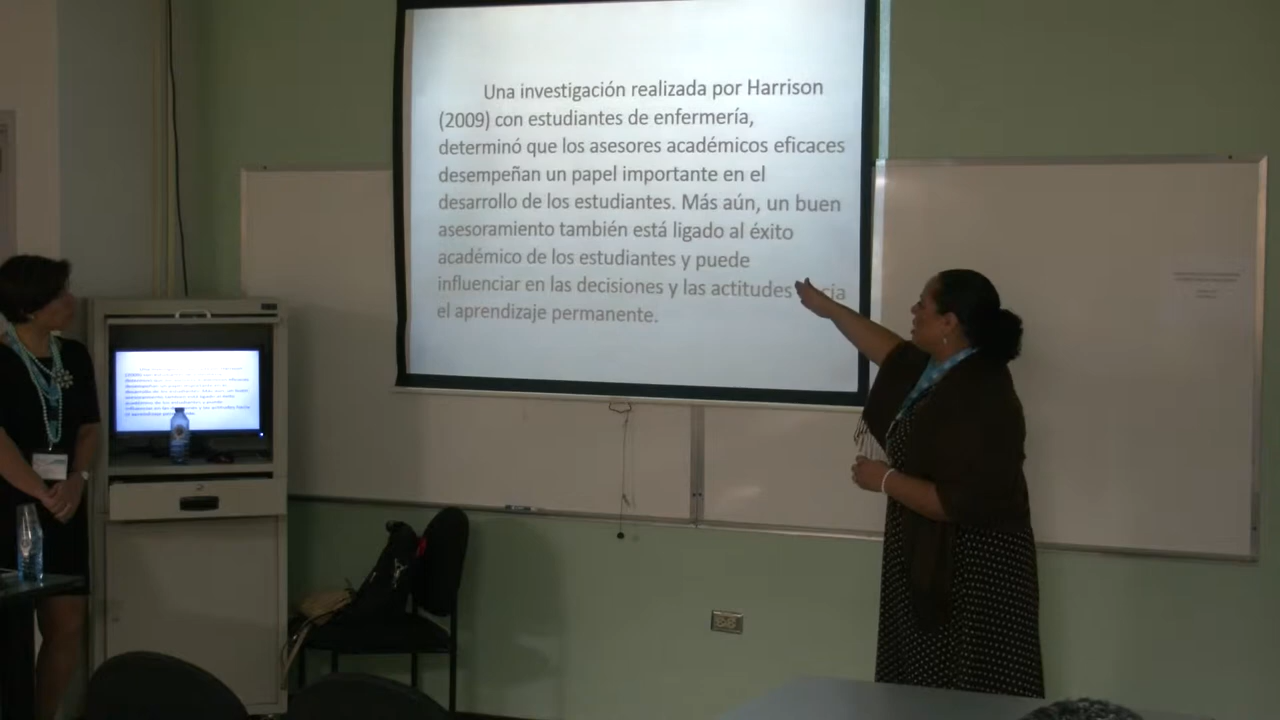 Una investigación realizada por Harrison
(2009) con estudiantes de enfermería,
determinó que los asesores académicos eficaces
desempeñan un papel importante en el
desarrollo de los estudiantes. Más aún, un buen
asesoramiento también está ligado al éxito
académico de los estudiantes y puede
influenciar en las decisiones y las actitudes hacia
el aprendizaje permanente.